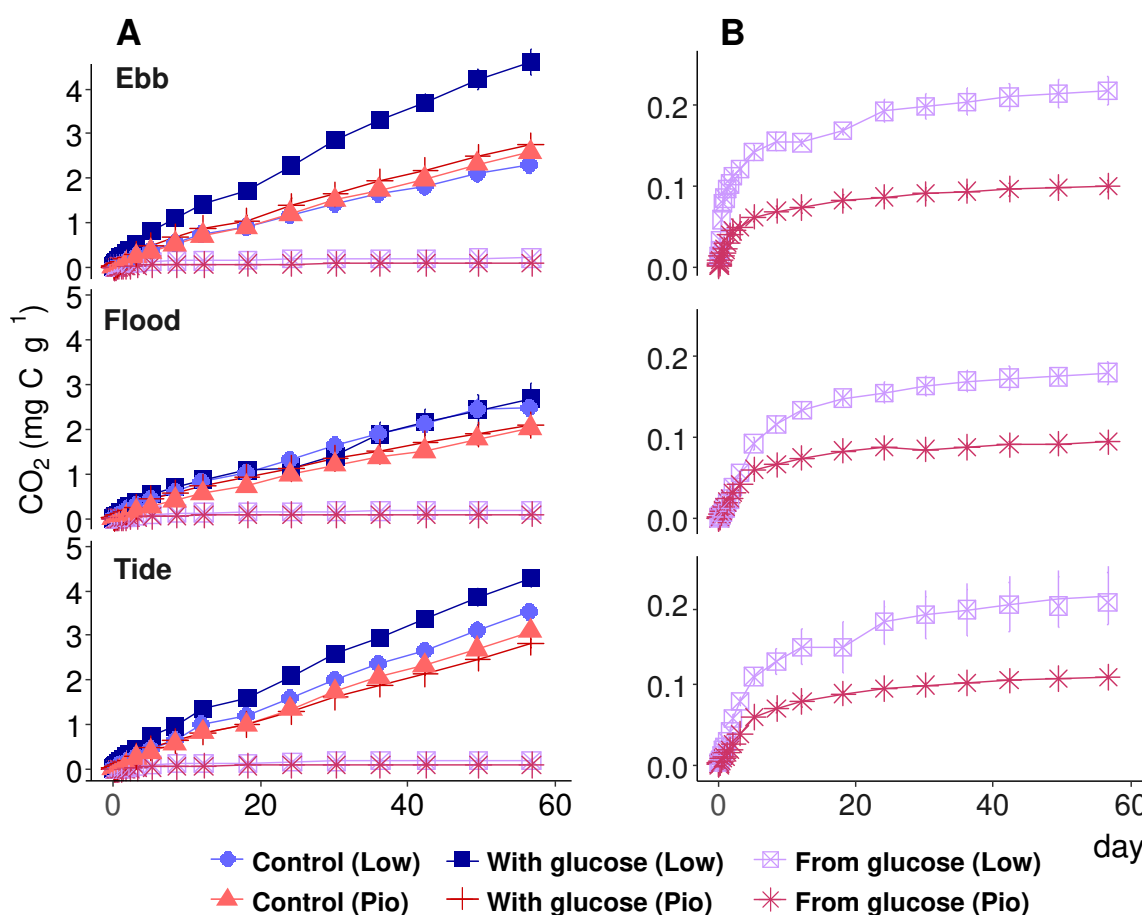 A
B
Ebb
4
3
2
1
0
0.2
0.1
0.0
Flood
5
4
3
2
1
0
0.2
0.1
0.0
Tide
5
4
3
2
1
0
0.2
0.1
0.0
CO2 (mg C g -1)
0 20 40 60
0 20 40 60
day
Control (Low) With glucose (Low) From glucose (Low)
Control (Pio) With glucose (Pio) From glucose (Pio)